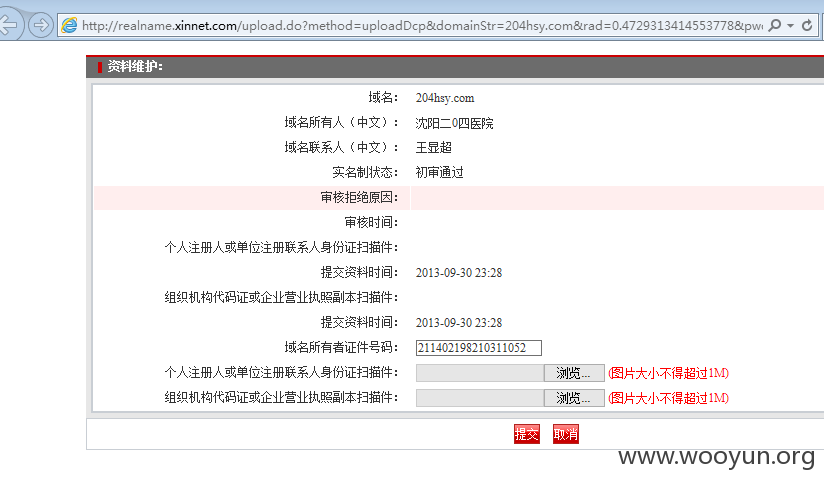 http://realname.xinnet.com/upload.do?method=uploadDcp&domainStr=204hsy.com&rad=0.4729313414553778&pw
资料维护:
域名: 204hsy.com
域名所有人（中文）: 沈阳二0四医院
域名联系人（中文）: 王显超
实名制状态: 初审通过
审核拒绝原因:
审核时间:
个人注册人或单位注册联系人身份证扫描件:
提交资料时间: 2013-09-30 23:28
组织机构代码证或企业营业执照副本扫描件:
提交资料时间: 2013-09-30 23:28
域名所有者证件号码: 211402198210311052
个人注册人或单位注册联系人身份证扫描件: 浏览... (图片大小不得超过1M)
组织机构代码证或企业营业执照副本扫描件: 浏览... (图片大小不得超过1M)
提交 取消
www.wooyun.org